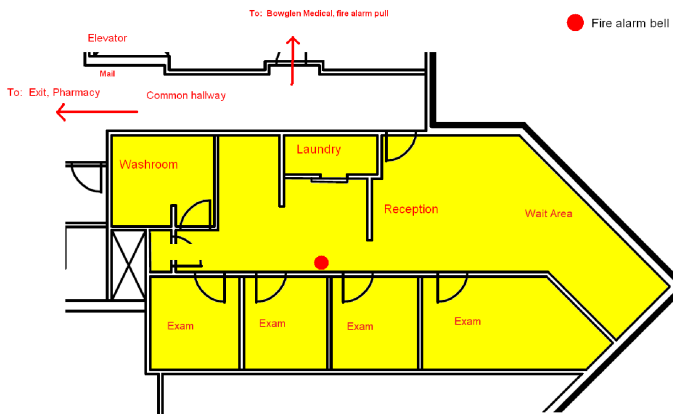 To:  Bowglen Medical, fire alarm pull
Fire alarm bell
Elevator
Mail
To:  Exit, Pharmacy
Common hallway
Washroom
Laundry
Reception
Wait Area
Exam
Exam
Exam
Exam